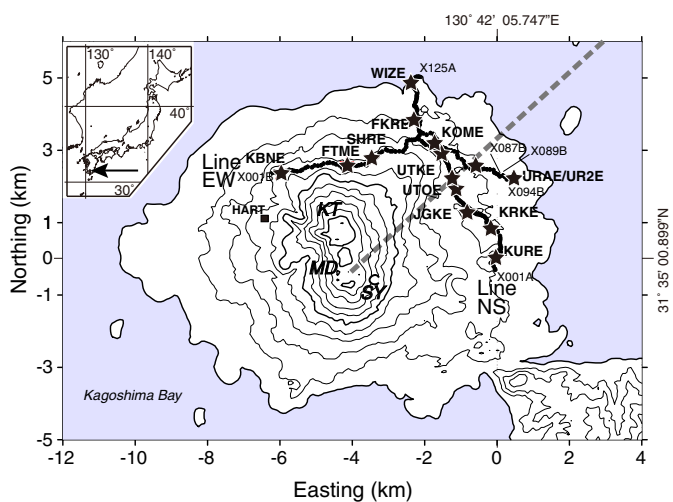 130° 42' 05.747"E
130°
140°
40°
30°
WIZE
X125A
FKRE
KOME
SHRE
X087B
X089B
Line
EW
KBNE
FTME
X001B
UTKE
URAE/UR2E
X094B
UTOE
HART
KT
JGKE
KRKE
KURE
MD
SY
X001A
Line
NS
Kagoshima Bay
Northing (km)
5
3
1
0
-1
-3
-5
31° 35' 00.899"N
-12
-10
-8
-6
-4
-2
0
2
4
Easting (km)